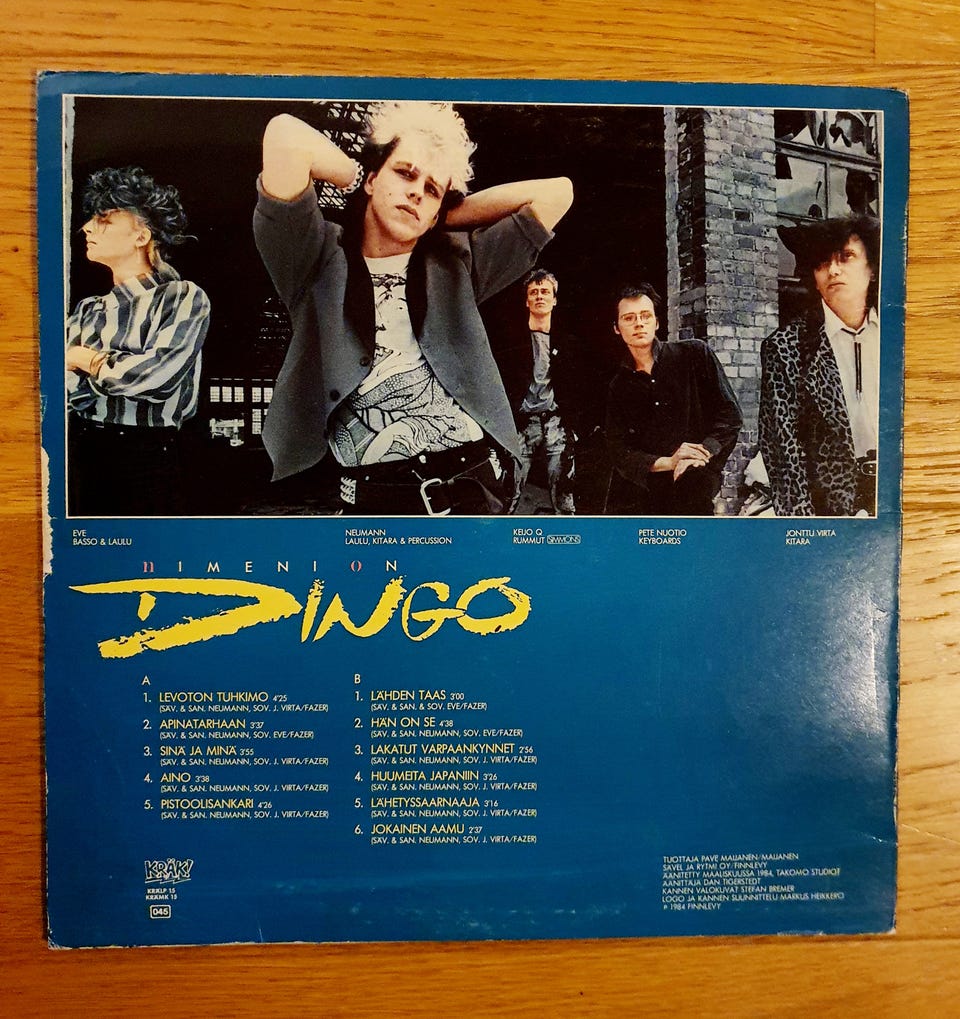 EVE
BASSO & LAULU
NEUMANN
LAULU, KITARA & PERCUSSION
KEIJO Q
RUMMUT SIMMONS
PETE NUOTIO
KEYBOARDS
JONTTU VIRTA
KITARA
nIMENI oN
DINGO
A
1. LEVOTON TUHKIMO 4'25
(SÄV. & SAN. NEUMANN, SOV. J. VIRTA/FAZER)
2. APINATARHAAN 3'37
(SÄV. & SAN. NEUMANN, SOV. EVE/FAZER)
3. SINÄ JA MINÄ 3'55
(SÄV. & SAN. NEUMANN, SOV. J. VIRTA/FAZER)
4. AINO 3'38
(SÄV. & SAN. NEUMANN, SOV. J. VIRTA/FAZER)
5. PISTOOLISANKARI 4'26
(SÄV. & SAN. NEUMANN, SOV. J. VIRTA/FAZER)
B
1. LÄHDEN TAAS 3'00
(SÄV. & SAN. & SOV. EVE/FAZER)
2. HÄN ON SE 4'38
(SÄV. & SAN. NEUMANN, SOV. EVE/FAZER)
3. LAKATUT VARPAANKYNNET 2'56
(SÄV. & SAN. NEUMANN, SOV. J. VIRTA/FAZER)
4. HUUMEITA JAPANIIN 3'26
(SÄV. & SAN. NEUMANN, SOV. J. VIRTA/FAZER)
5. LÄHETYSSAARNAAJA 3'16
(SÄV. & SAN. NEUMANN, SOV. J. VIRTA/FAZER)
6. JOKAINEN AAMU 2'37
(SÄV. & SAN. NEUMANN, SOV. J. VIRTA/FAZER)
KRÄK!
KRÄLP 15
KRÄMK 15
045
TUOTTAJA PAVE MAIJANEN/MAIJANEN
SÄVEL JA RYTMI OY/FINNLEVY
ÄÄNITETTY MAALISKUUSSA 1984, TAKOMO STUDIOT
ÄÄNITTÄJÄ DAN TIGERSTEDT
KANNEN VALOKUVAT STEFAN BREMER
LOGO JA KANNEN SUUNNITTELU MARKUS HEIKKERÖ
℗ 1984 FINNLEVY